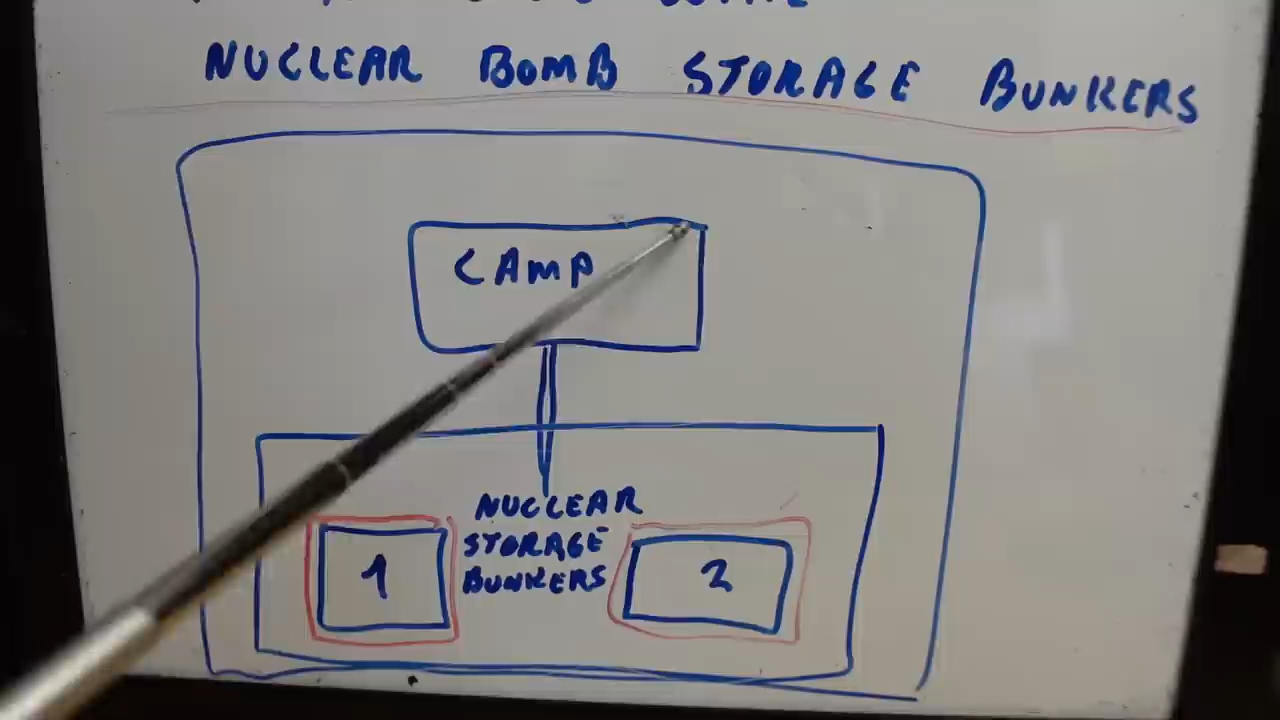 NUCLEAR BOMB STORAGE BUNKERS
CAMP
NUCLEAR
STORAGE
BUNKERS
1
2